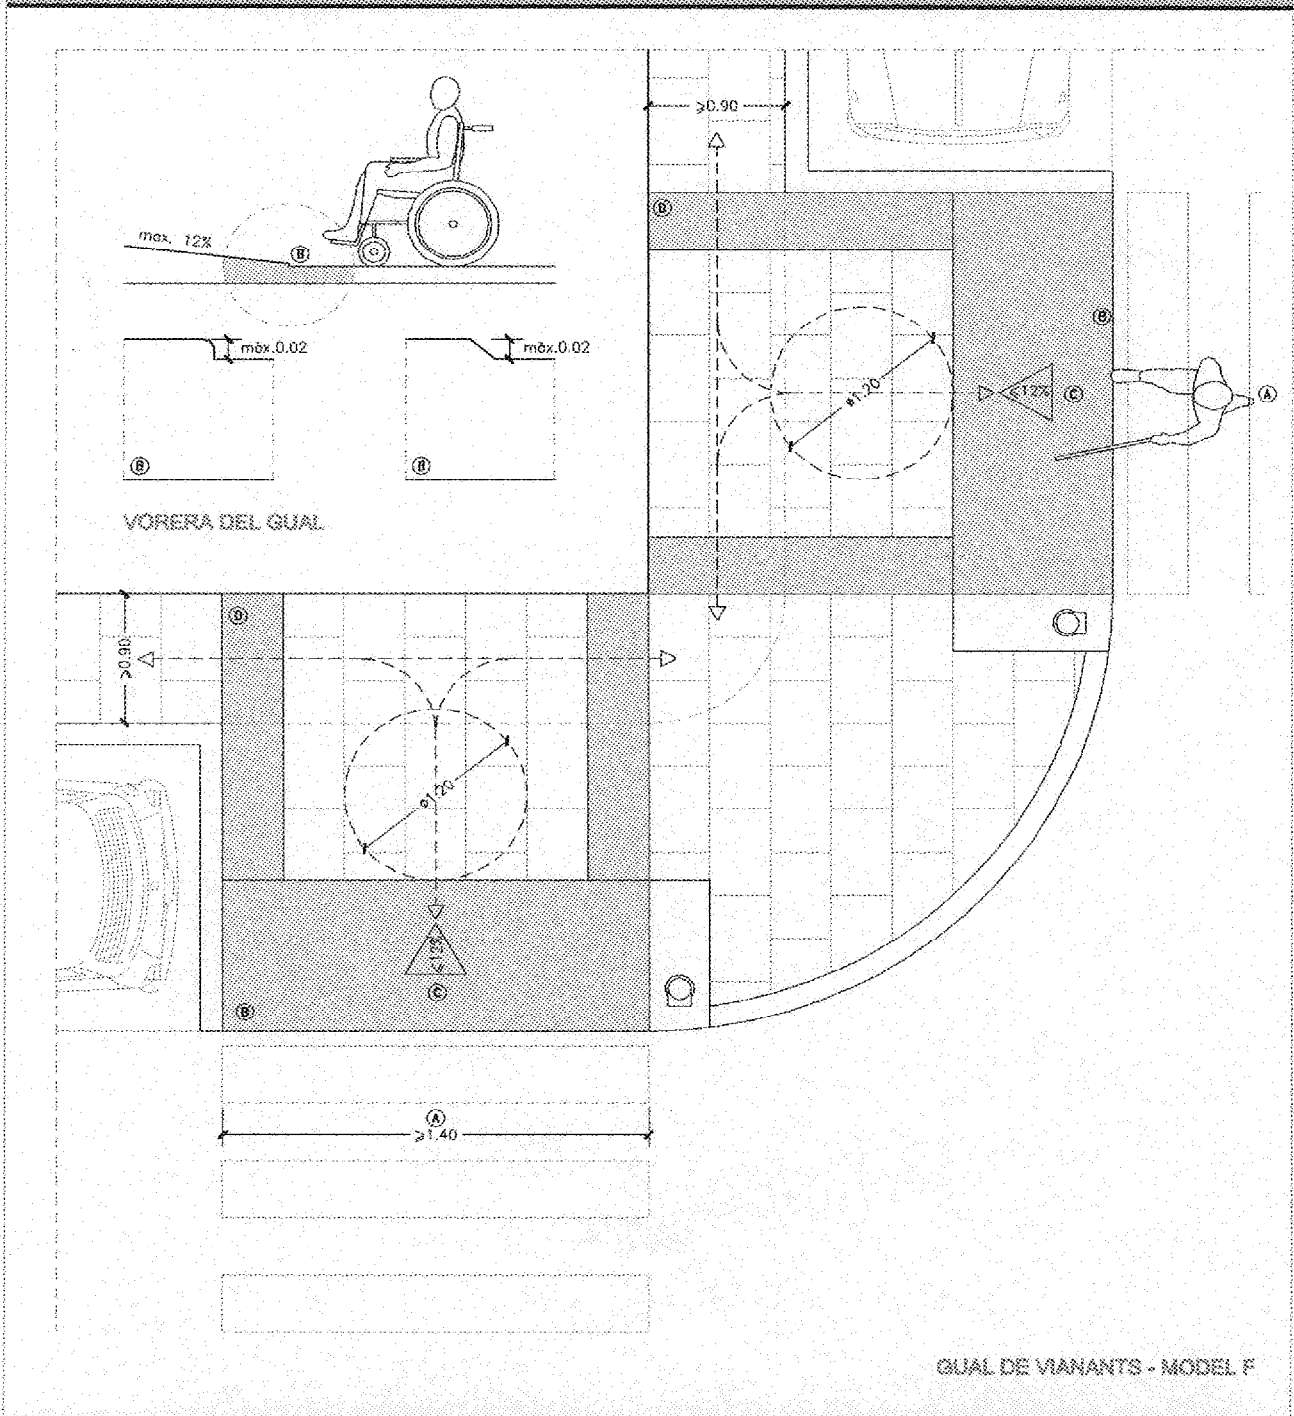 ≥0.90
max. 12%
B
D
B
màx.0.02
màx.0.02
ø1.20
≤12%
C
A
B
B
VORERA DEL GUAL
D
≥0.90
ø1.20
≤12%
C
B
A
≥1.40
GUAL DE VIANANTS - MODEL F